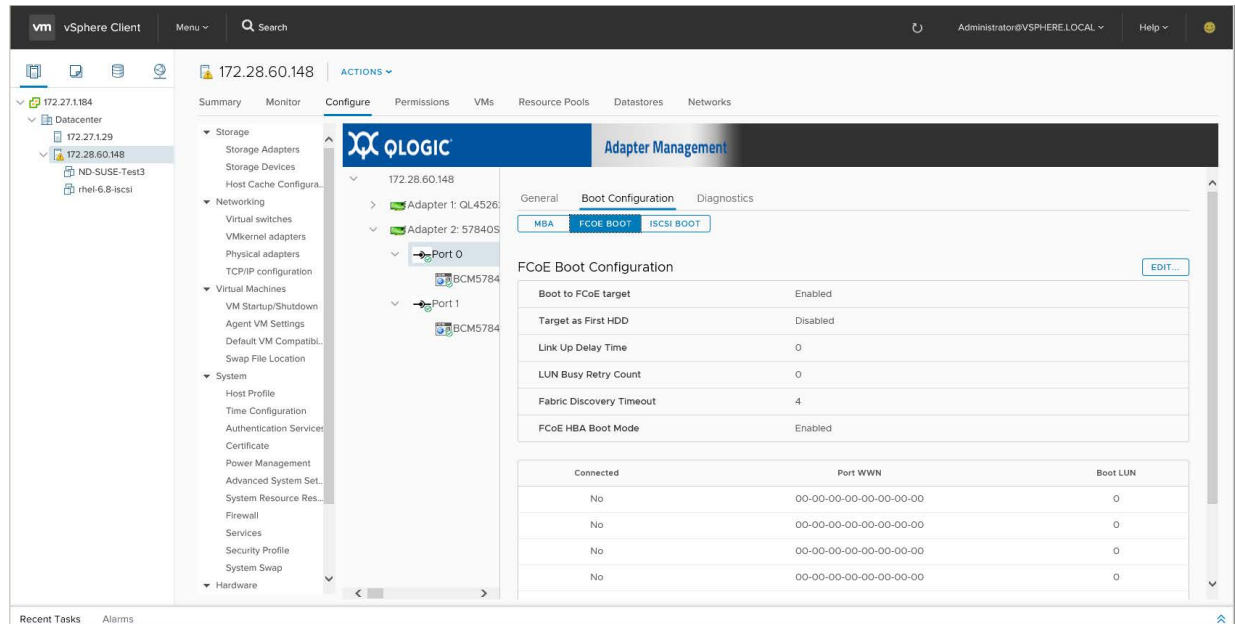 vm vSphere Client Menu Search Administrator@VSPHERE.LOCAL Help
172.28.60.148 ACTIONS
Summary Monitor Configure Permissions VMs Resource Pools Datastores Networks
172.27.1.184
Datacenter
172.27.1.29
172.28.60.148
ND-SUSE-Test3
rhel-6.8-iscsi
Storage
Storage Adapters
Storage Devices
Host Cache Configura..
Networking
Virtual switches
VMkernel adapters
Physical adapters
TCP/IP configuration
Virtual Machines
VM Startup/Shutdown
Agent VM Settings
Default VM Compatibi..
Swap File Location
System
Host Profile
Time Configuration
Authentication Services
Certificate
Power Management
Advanced System Set..
System Resource Res...
Firewall
Services
Security Profile
System Swap
Hardware
QLOGIC Adapter Management
172.28.60.148
Adapter 1: QL4526
Adapter 2: 57840S
Port 0
BCM5784
Port 1
BCM5784
General Boot Configuration Diagnostics
MBA FCOE BOOT ISCSI BOOT
FCoE Boot Configuration EDIT...
Boot to FCoE target Enabled
Target as First HDD Disabled
Link Up Delay Time 0
LUN Busy Retry Count 0
Fabric Discovery Timeout 4
FCoE HBA Boot Mode Enabled
Connected Port WWN Boot LUN
No 00-00-00-00-00-00-00-00 0
No 00-00-00-00-00-00-00-00 0
No 00-00-00-00-00-00-00-00 0
No 00-00-00-00-00-00-00-00 0
Recent Tasks Alarms